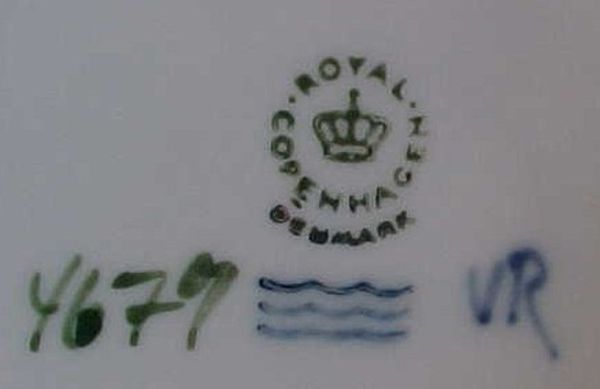 ROYAL
COPENHAGEN
DENMARK
4679
VR